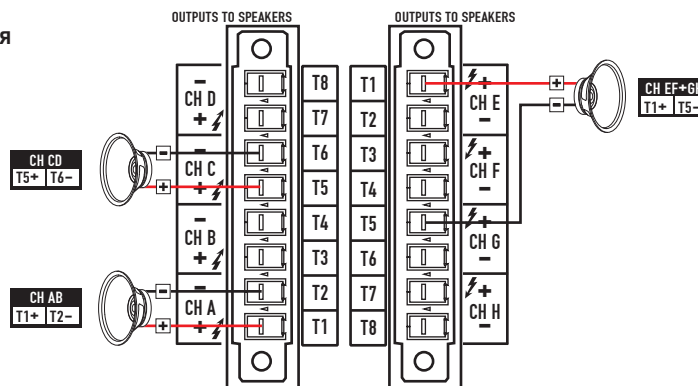 OUTPUTS TO SPEAKERS
OUTPUTS TO SPEAKERS
я
CH D
CH C
CH B
CH A
T8
T7
T6
T5
T4
T3
T2
T1
T1
T2
T3
T4
T5
T6
T7
T8
CH E
CH F
CH G
CH H
CH CD
T5+ T6-
CH AB
T1+ T2-
CH EF+G
T1+ T5-